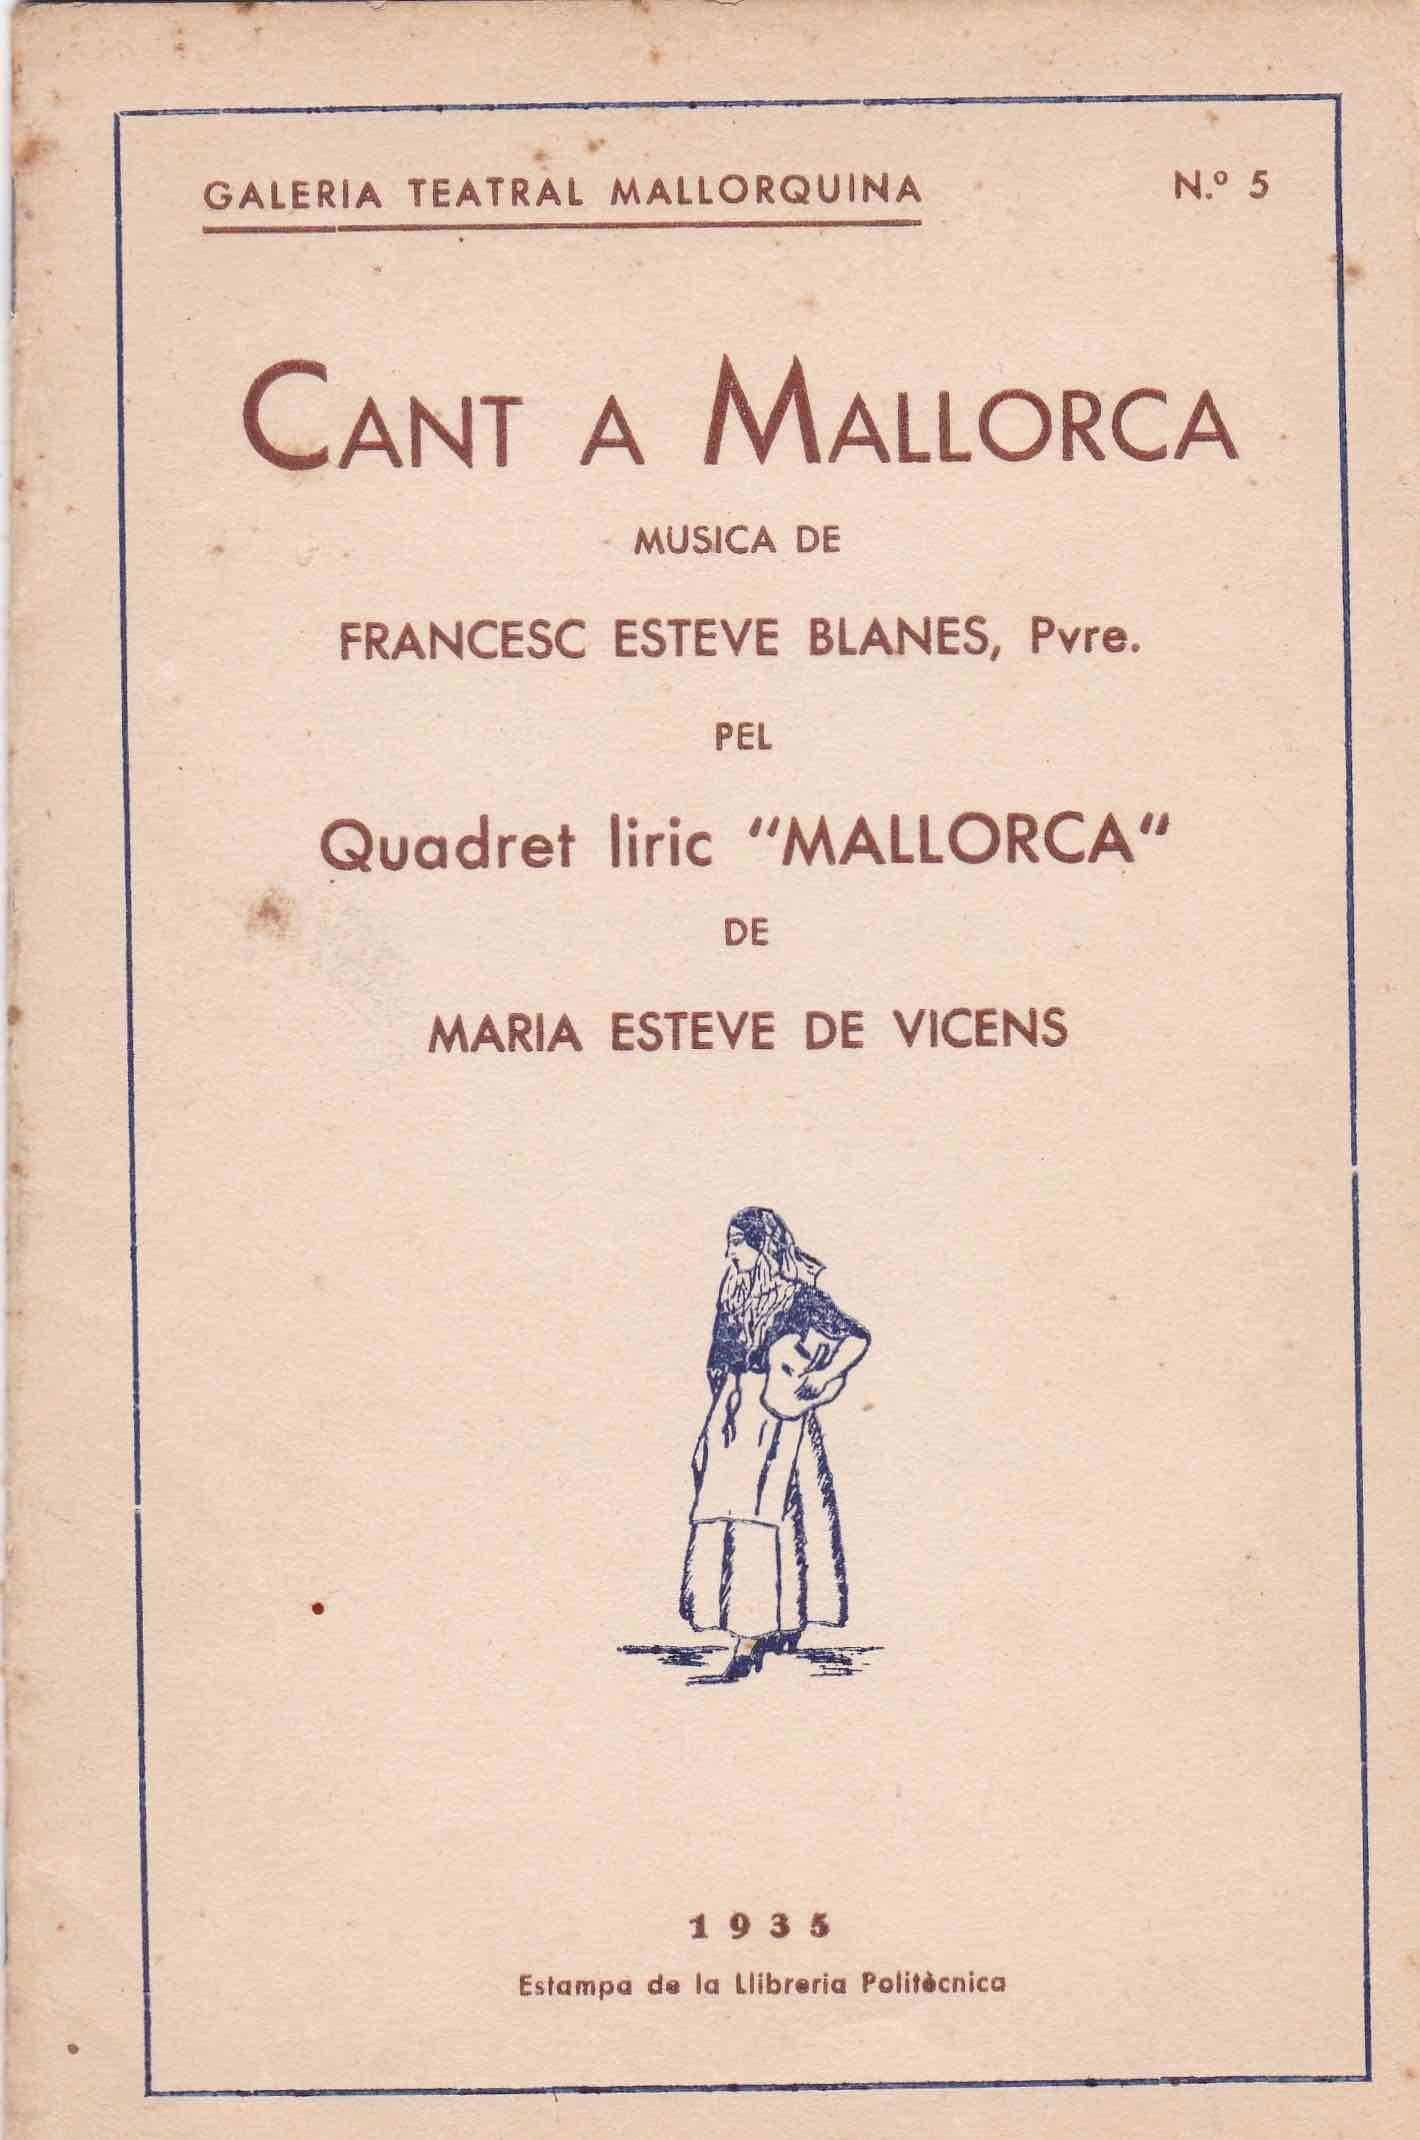 GALERIA TEATRAL MALLORQUINA N.º 5
CANT A MALLORCA
MUSICA DE
FRANCESC ESTEVE BLANES, Pvre.
PEL
Quadret liric “MALLORCA“
DE
MARIA ESTEVE DE VICENS
1935
Estampa de la Llibreria Politècnica